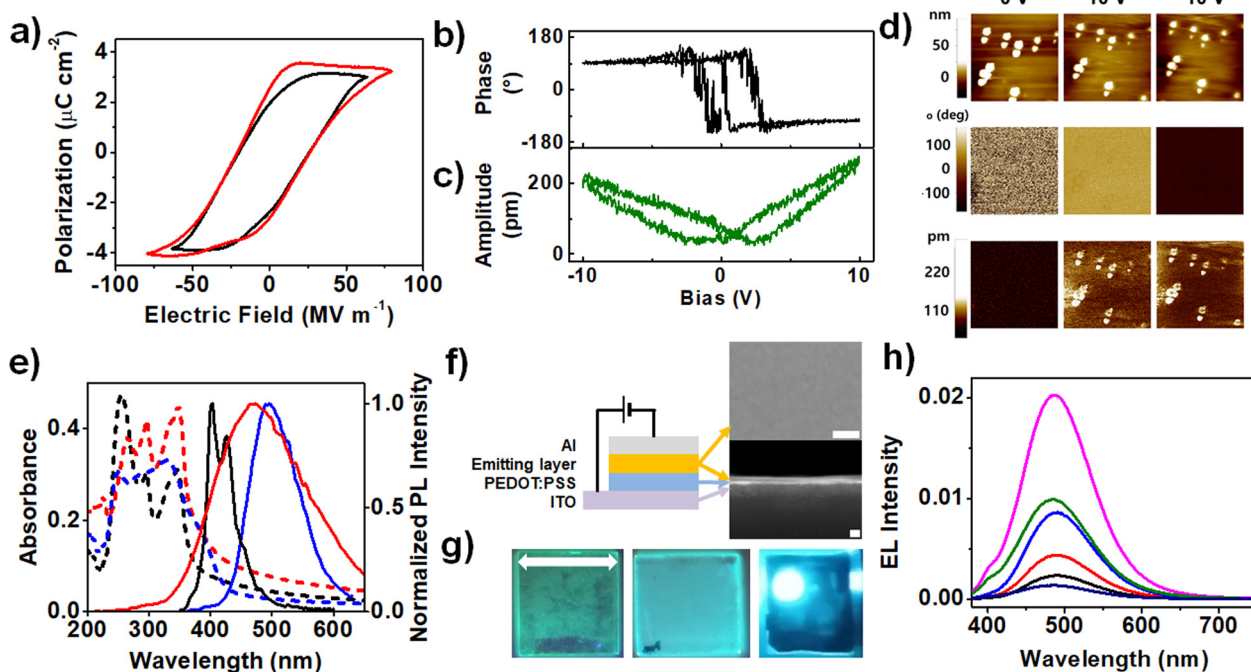 a)
Polarization (μC cm-2)
4
2
0
-2
-4
-100 -50 0 50 100
Electric Field (MV m-1)
b)
Phase
(°)
180
90
0
-180
c)
Amplitude
(pm)
200
100
0
-10 0 10
Bias (V)
d)
nm
50
0
o (deg)
100
0
-100
pm
220
110
e)
Absorbance
0.4
0.2
0.0
200 300 400 500 600
Wavelength (nm)
1.0
0.5
0.0
Normalized PL Intensity
f)
Al
Emitting layer
PEDOT:PSS
ITO
g)
h)
EL Intensity
0.02
0.01
0.00
400 500 600 700
Wavelength (nm)